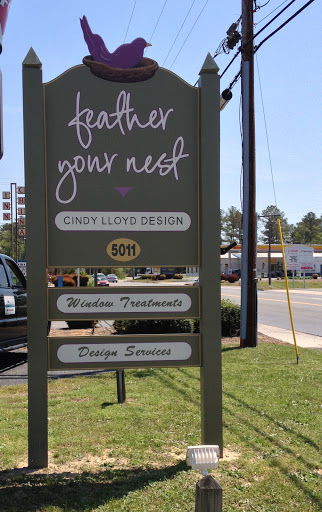 feather
your nest
CINDY LLOYD DESIGN
5011
Window Treatments
Design Services